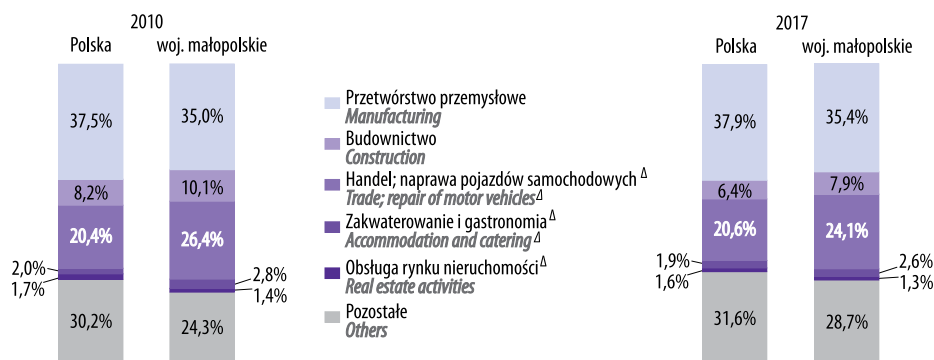 2010
Polska woj. małopolskie
37,5% 35,0%
8,2% 10,1%
20,4% 26,4%
2,0% 2,8%
1,7% 1,4%
30,2% 24,3%
Przetwórstwo przemysłowe
Manufacturing
Budownictwo
Construction
Handel; naprawa pojazdów samochodowych Δ
Trade; repair of motor vehicles Δ
Zakwaterowanie i gastronomia Δ
Accommodation and catering Δ
Obsługa rynku nieruchomości Δ
Real estate activities
Pozostałe
Others
2017
Polska woj. małopolskie
37,9% 35,4%
6,4% 7,9%
20,6% 24,1%
1,9% 2,6%
1,6% 1,3%
31,6% 28,7%